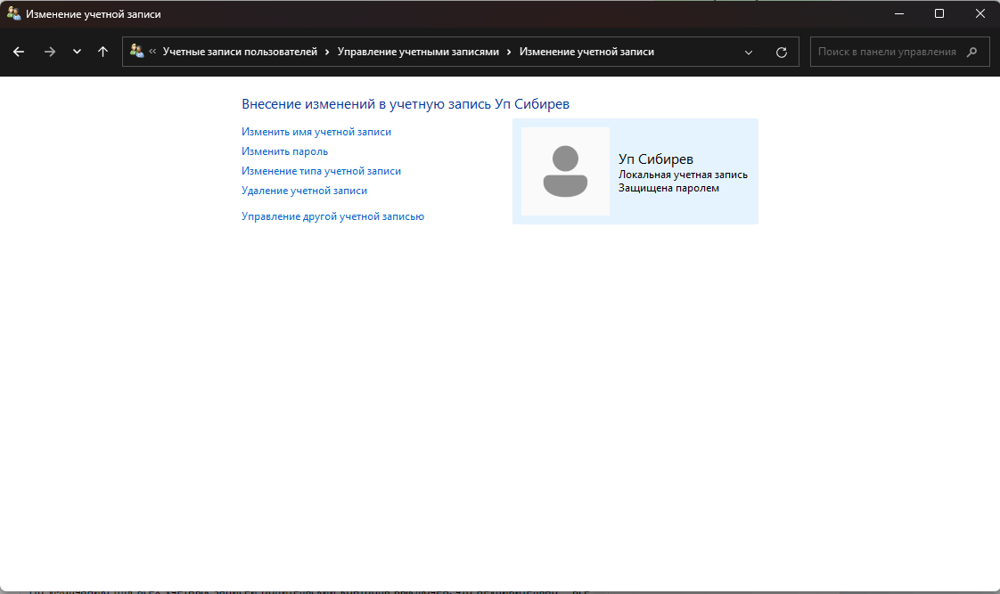 Изменение учетной записи
« Учетные записи пользователей › Управление учетными записями › Изменение учетной записи
Поиск в панели управления
Внесение изменений в учетную запись Уп Сибирев
Изменить имя учетной записи
Изменить пароль
Изменение типа учетной записи
Удаление учетной записи
Управление другой учетной записью
Уп Сибирев
Локальная учетная запись
Защищена паролем